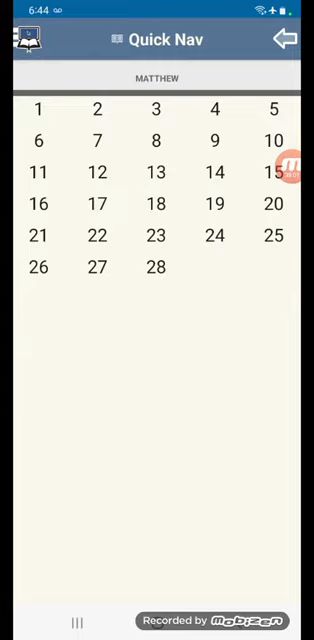 6:44
Quick Nav
MATTHEW
1 2 3 4 5
6 7 8 9 10
11 12 13 14 15
16 17 18 19 20
21 22 23 24 25
26 27 28
Recorded by mobizen